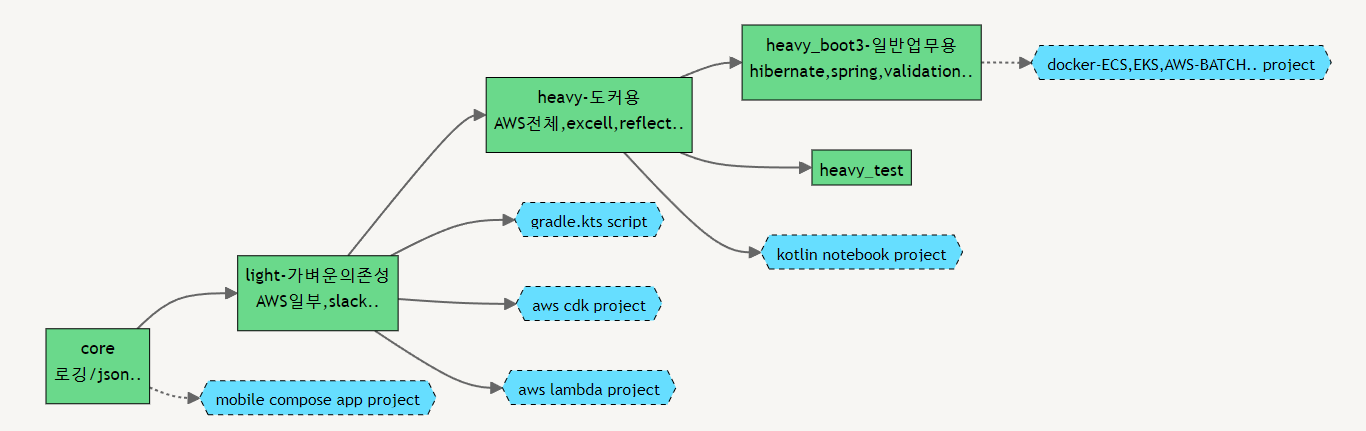 heavy_boot3-일반업무용
hibernate,spring,validation..
docker-ECS,EKS,AWS-BATCH.. project
heavy-도커용
AWS전체,excell,reflect..
heavy_test
gradle.kts script
kotlin notebook project
light-가벼운의존성
AWS일부,slack..
aws cdk project
core
로깅/json..
aws lambda project
mobile compose app project